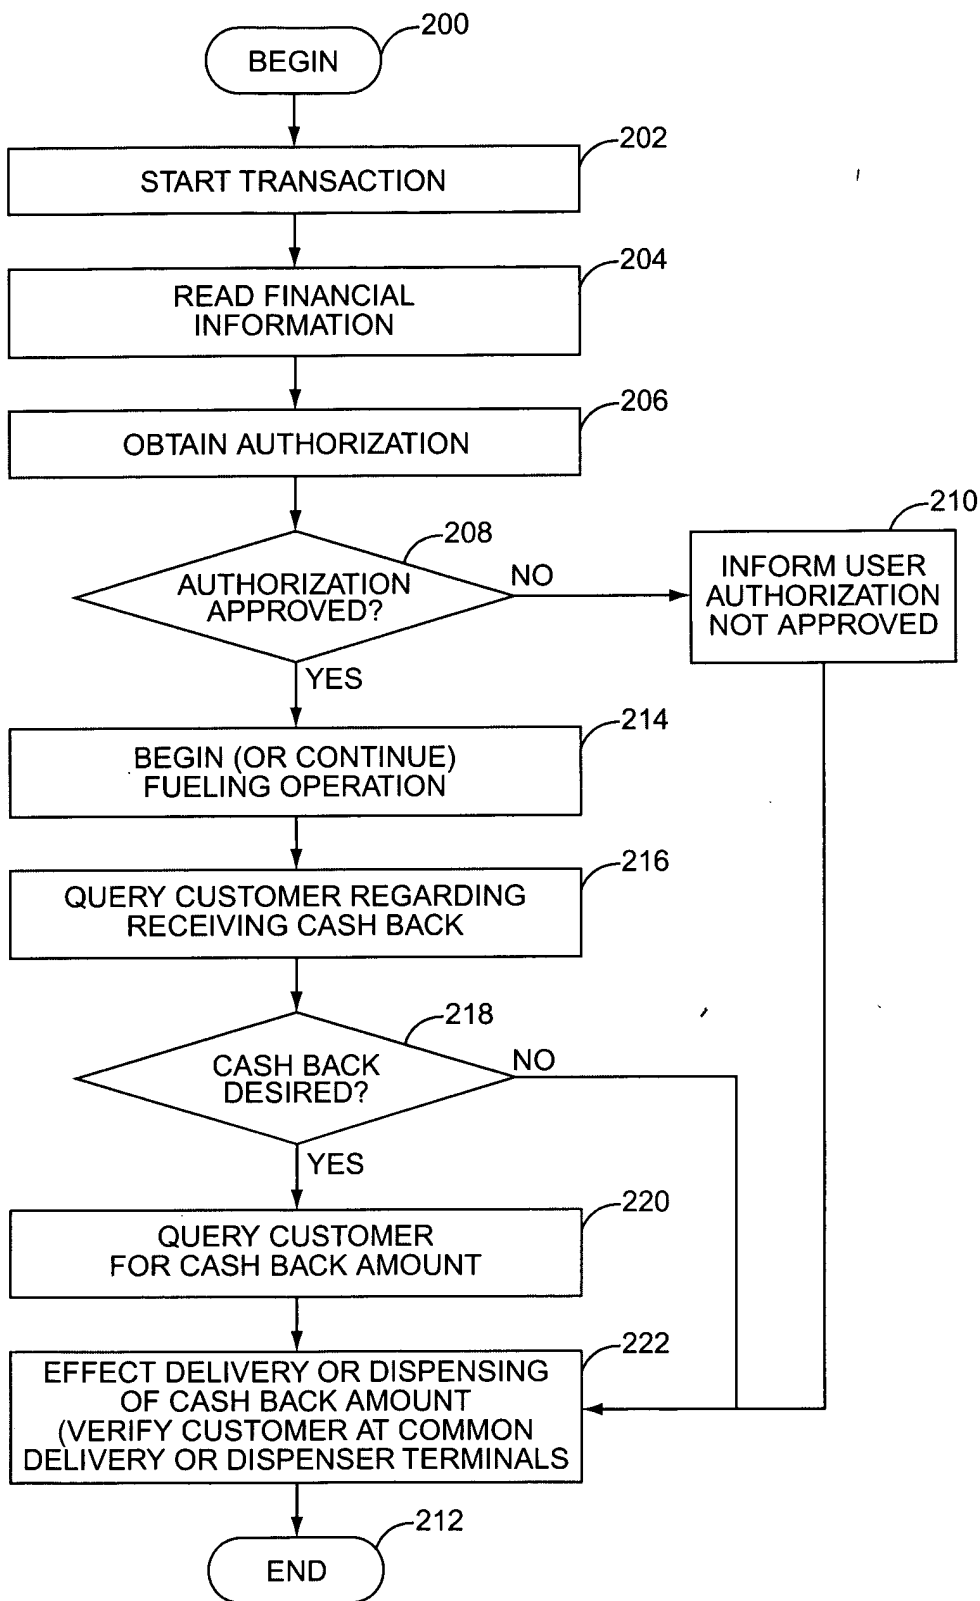 200
BEGIN
202
START TRANSACTION
204
READ FINANCIAL
INFORMATION
206
OBTAIN AUTHORIZATION
208
AUTHORIZATION
APPROVED?
NO
YES
210
INFORM USER
AUTHORIZATION
NOT APPROVED
214
BEGIN (OR CONTINUE)
FUELING OPERATION
216
QUERY CUSTOMER REGARDING
RECEIVING CASH BACK
218
CASH BACK
DESIRED?
NO
YES
220
QUERY CUSTOMER
FOR CASH BACK AMOUNT
222
EFFECT DELIVERY OR DISPENSING
OF CASH BACK AMOUNT
(VERIFY CUSTOMER AT COMMON
DELIVERY OR DISPENSER TERMINALS
212
END